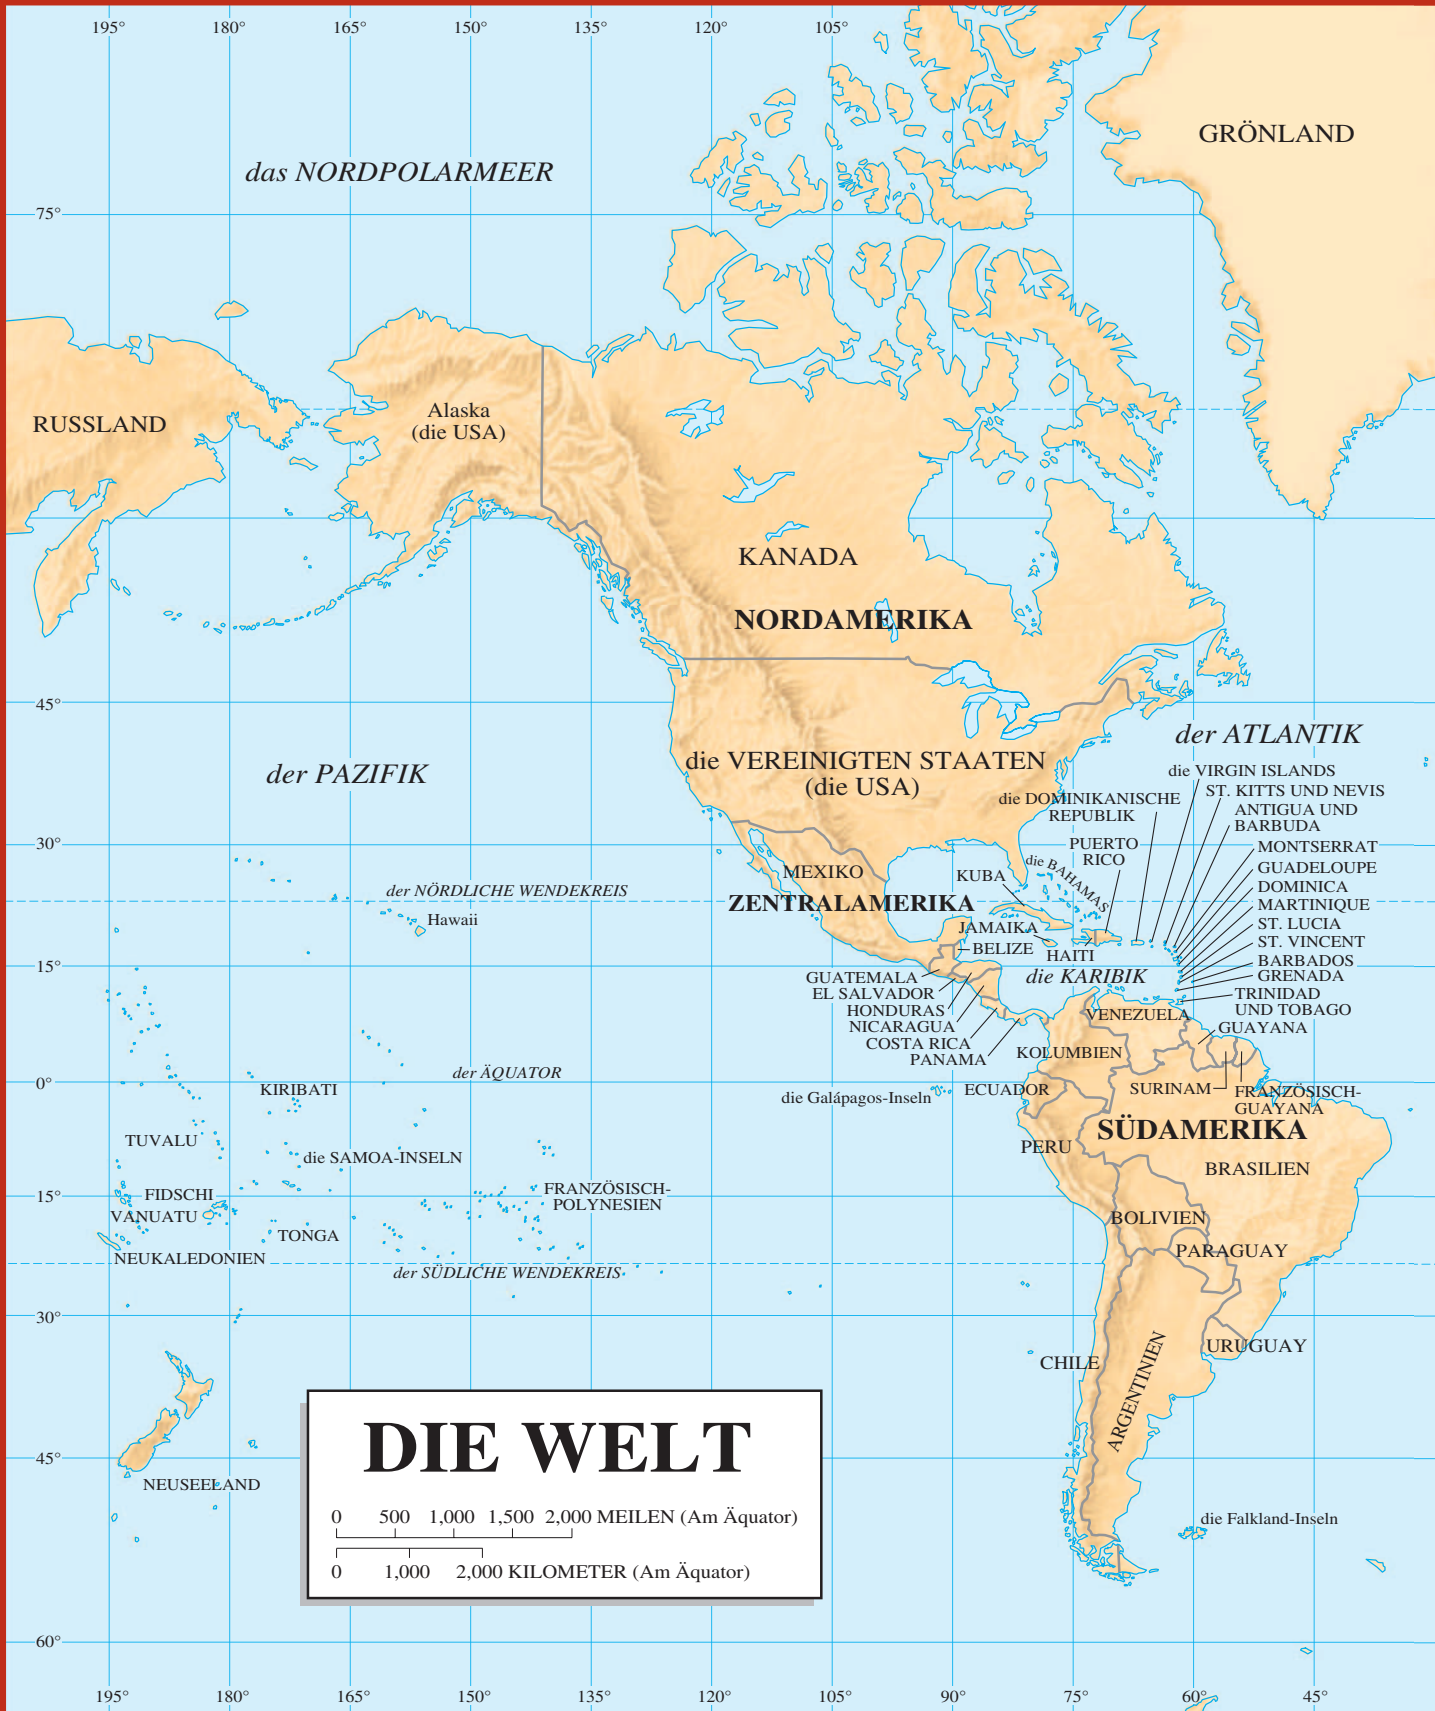 195° 180° 165° 150° 135° 120° 105°
GRÖNLAND
das NORDPOLARMEER
75°
RUSSLAND
Alaska
(die USA)
KANADA
NORDAMERIKA
45°
der ATLANTIK
der PAZIFIK
die VEREINIGTEN STAATEN
(die USA)
die VIRGIN ISLANDS
ST. KITTS UND NEVIS
die DOMINIKANISCHE
REPUBLIK
ANTIGUA UND
BARBUDA
30°
PUERTO
RICO
MONTSERRAT
GUADELOUPE
MEXIKO
KUBA
die BAHAMAS
DOMINICA
der NÖRDLICHE WENDEKREIS
ZENTRALAMERIKA
MARTINIQUE
Hawaii
JAMAIKA
ST. LUCIA
BELIZE
HAITI
ST. VINCENT
15°
BARBADOS
GUATEMALA
die KARIBIK
GRENADA
EL SALVADOR
TRINIDAD
UND TOBAGO
HONDURAS
VENEZUELA
NICARAGUA
GUAYANA
COSTA RICA
PANAMA
KOLUMBIEN
der ÄQUATOR
0°
KIRIBATI
die Galápagos-Inseln
ECUADOR
SURINAM
FRANZÖSISCH-
GUAYANA
SÜDAMERIKA
TUVALU
PERU
die SAMOA-INSELN
BRASILIEN
15°
FIDSCHI
FRANZÖSISCH-
POLYNESIEN
VANUATU
BOLIVIEN
TONGA
PARAGUAY
NEUKALEDONIEN
der SÜDLICHE WENDEKREIS
30°
URUGUAY
CHILE
ARGENTINIEN
DIE WELT
45°
NEUSEELAND
0 500 1,000 1,500 2,000 MEILEN (Am Äquator)
die Falkland-Inseln
0 1,000 2,000 KILOMETER (Am Äquator)
60°
195° 180° 165° 150° 135° 120° 105° 90° 75° 60° 45°